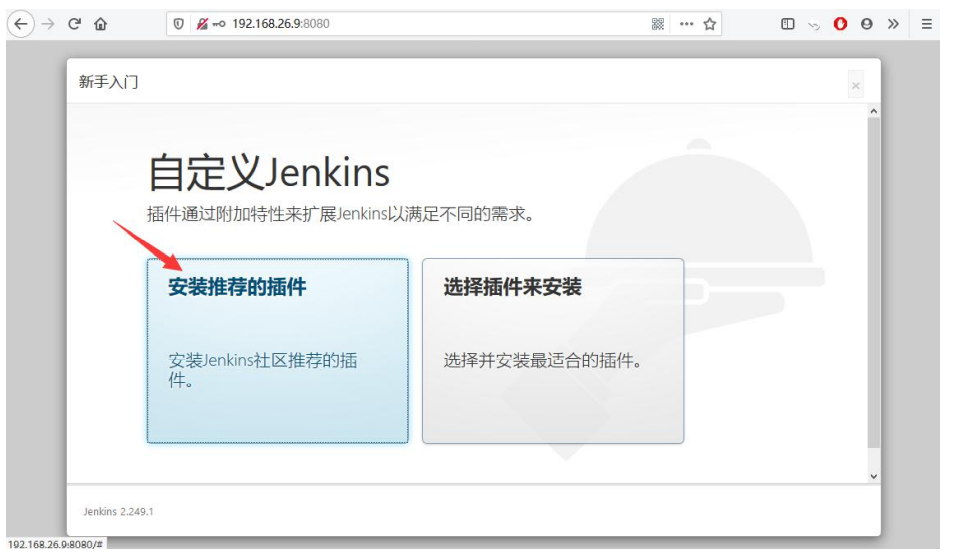 192.168.26.9:8080
新手入门
×
自定义Jenkins
插件通过附加特性来扩展Jenkins以满足不同的需求。
安装推荐的插件
安装Jenkins社区推荐的插
件。
选择插件来安装
选择并安装最适合的插件。
Jenkins 2.249.1
192.168.26.9:8080/#